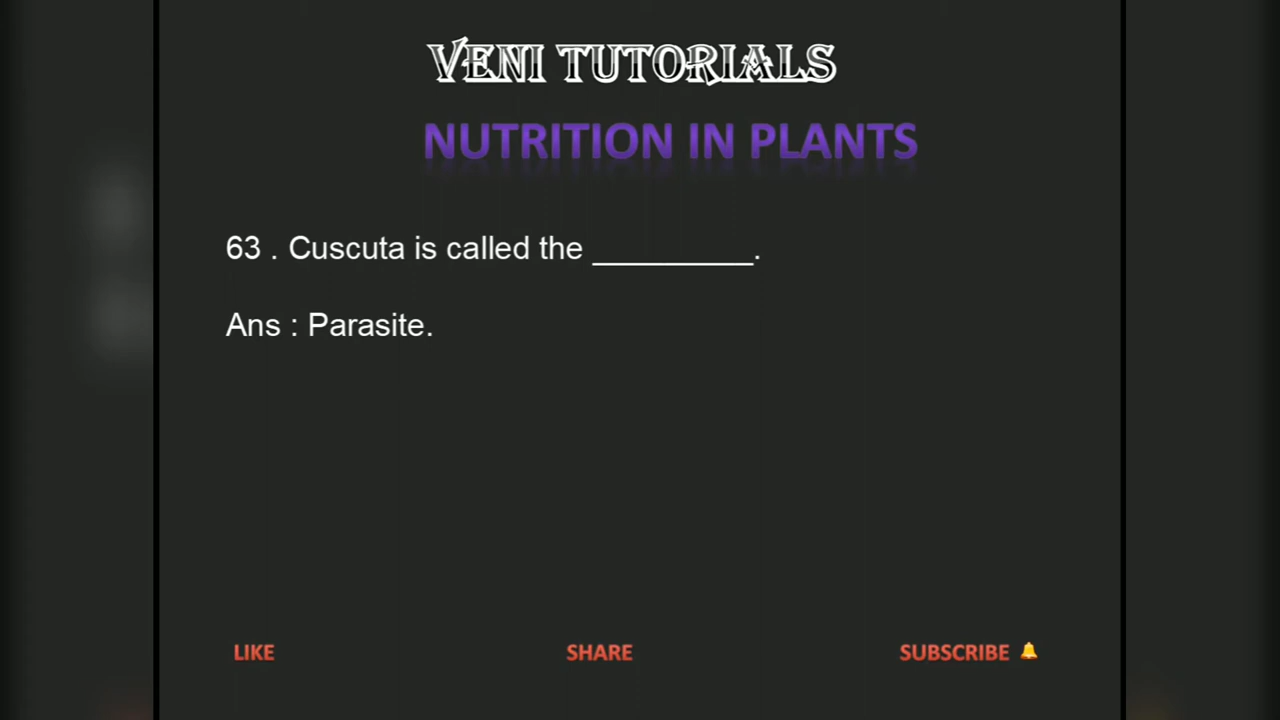 VENI TUTORIALS
NUTRITION IN PLANTS
63 . Cuscuta is called the _________.
Ans : Parasite.
LIKE SHARE SUBSCRIBE 🔔